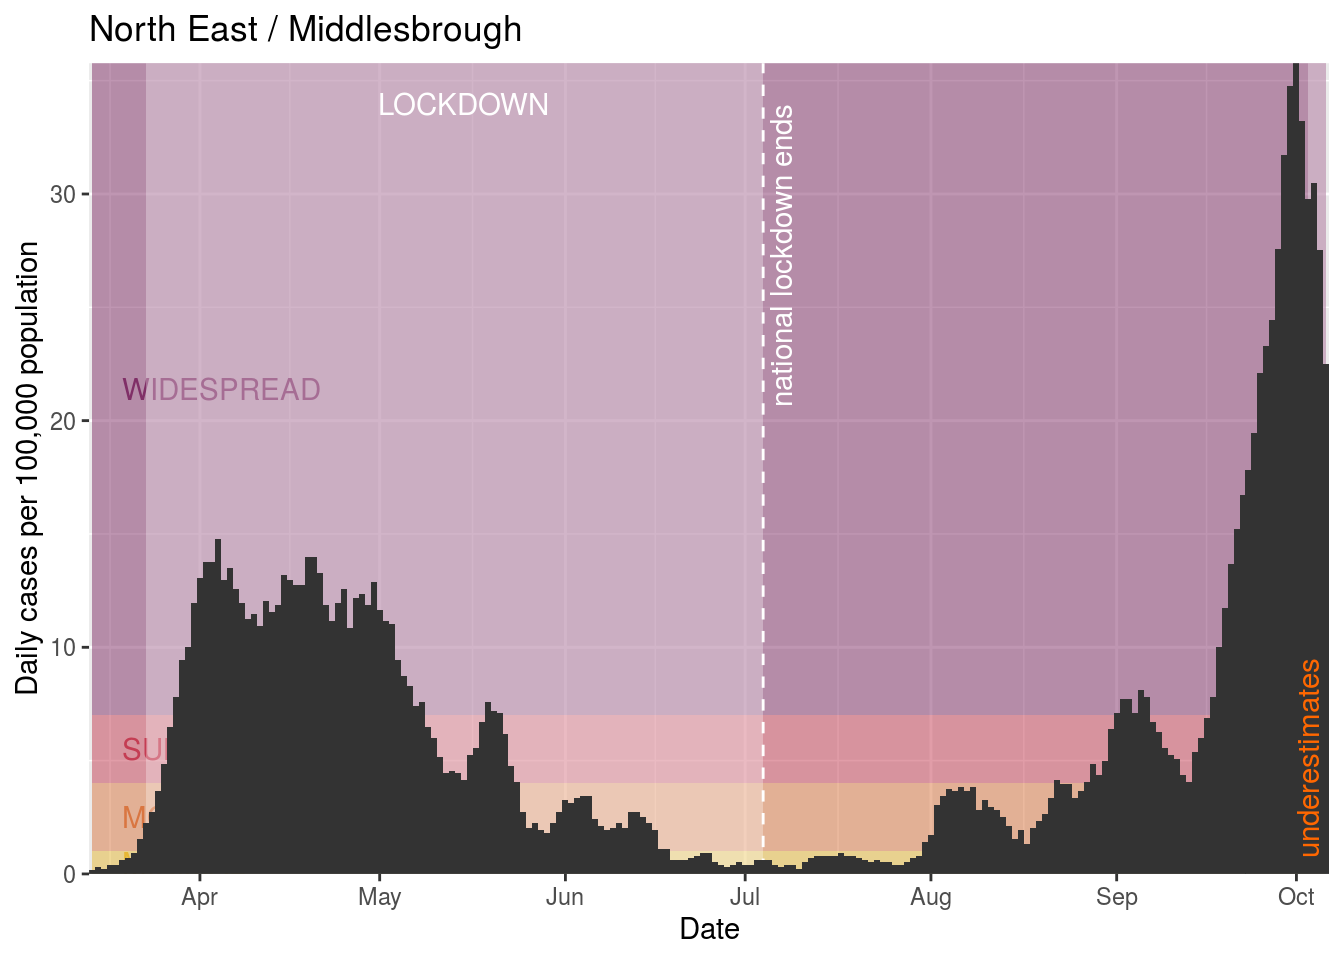 North East / Middlesbrough
LOCKDOWN
national lockdown ends
WIDESPREAD
underestimates
Daily cases per 100,000 population
30
20
10
0
Apr May Jun Jul Aug Sep Oct
Date